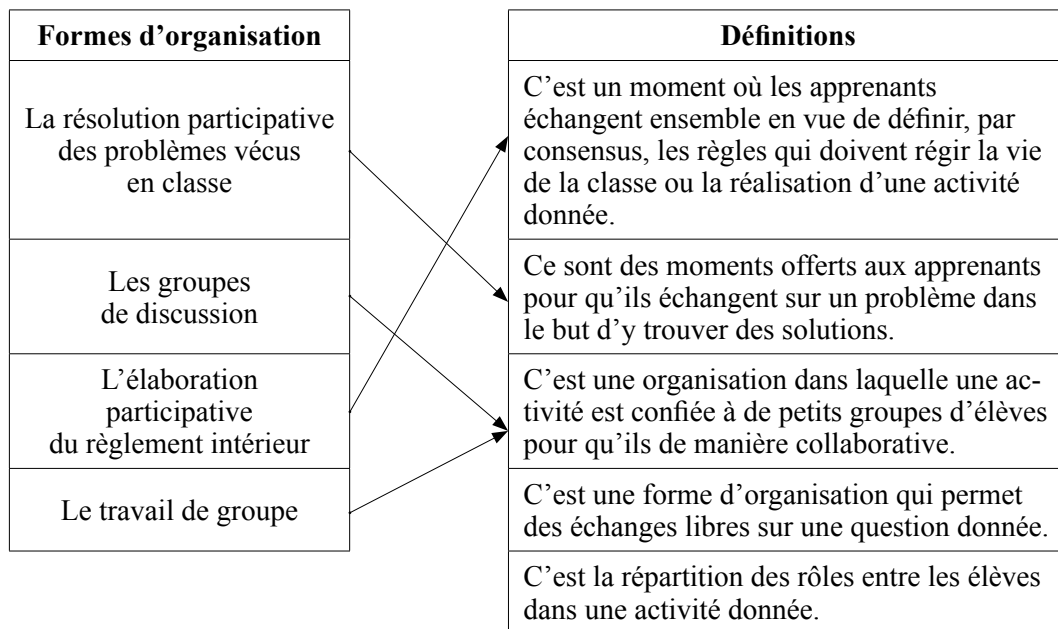 Formes d’organisation
La résolution participative
des problèmes vécus
en classe
Les groupes
de discussion
L’élaboration
participative
du règlement intérieur
Le travail de groupe
Définitions
C’est un moment où les apprenants
échangent ensemble en vue de définir, par
consensus, les règles qui doivent régir la vie
de la classe ou la réalisation d’une activité
donnée.
Ce sont des moments offerts aux apprenants
pour qu’ils échangent sur un problème dans
le but d’y trouver des solutions.
C’est une organisation dans laquelle une ac-
tivité est confiée à de petits groupes d’élèves
pour qu’ils de manière collaborative.
C’est une forme d’organisation qui permet
des échanges libres sur une question donnée.
C’est la répartition des rôles entre les élèves
dans une activité donnée.